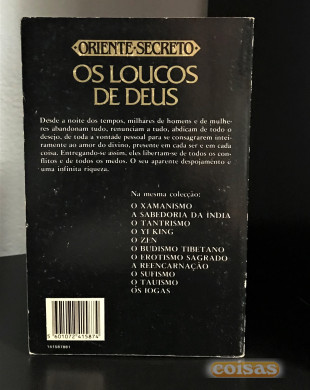 ORIENTE-SECRETO
OS LOUCOS
DE DEUS
Desde a noite dos tempos, milhares de homens e de mulhe-
res abandonam tudo, renunciam a tudo, abdicam de todo o
desejo, de toda a vontade pessoal para se consagrarem intei-
ramente ao amor do divino, presente em cada ser e em cada
coisa. Entregando-se assim, eles libertam-se de todos os con-
flitos e de todos os medos. O seu aparente despojamento e
uma infinita riqueza.
Na mesma colecção:
O XAMANISMO
A SABEDORIA DA ÍNDIA
O TANTRISMO
O YI KING
O ZEN
O BUDISMO TIBETANO
O EROTISMO SAGRADO
A REENCARNAÇÃO
O SUFISMO
O TAUISMO
OS IOGAS
5 601072 415874
coisas